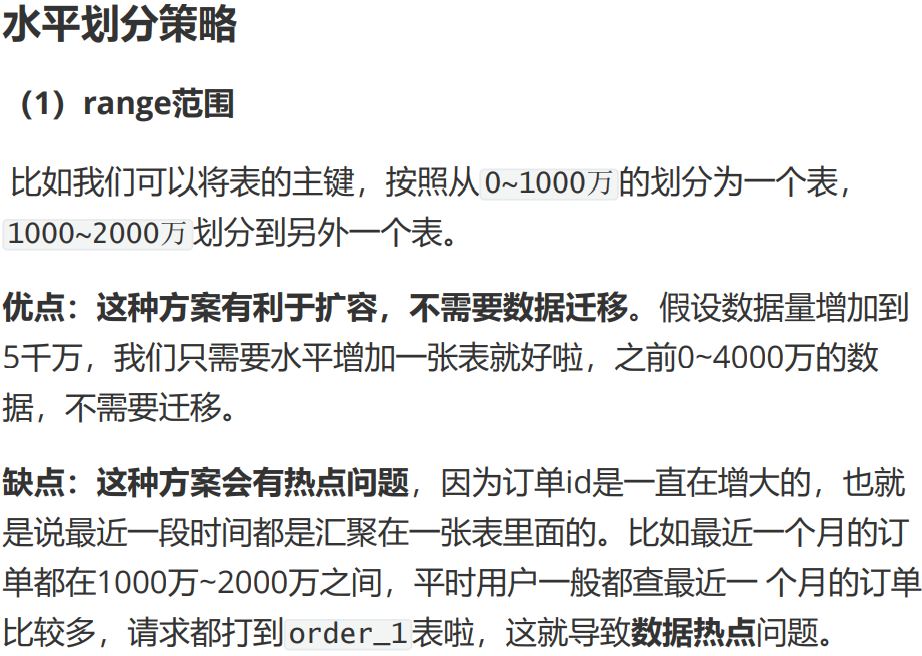 水平划分策略
（1）range范围
比如我们可以将表的主键，按照从0~1000万的划分为一个表，
1000~2000万划分到另外一个表。
优点：这种方案有利于扩容，不需要数据迁移。假设数据量增加到
5千万，我们只需要水平增加一张表就好啦，之前0~4000万的数
据，不需要迁移。
缺点：这种方案会有热点问题，因为订单id是一直在增大的，也就
是说最近一段时间都是汇聚在一张表里面的。比如最近一个月的订
单都在1000万~2000万之间，平时用户一般都查最近一 个月的订单
比较多，请求都打到order_1表啦，这就导致数据热点问题。